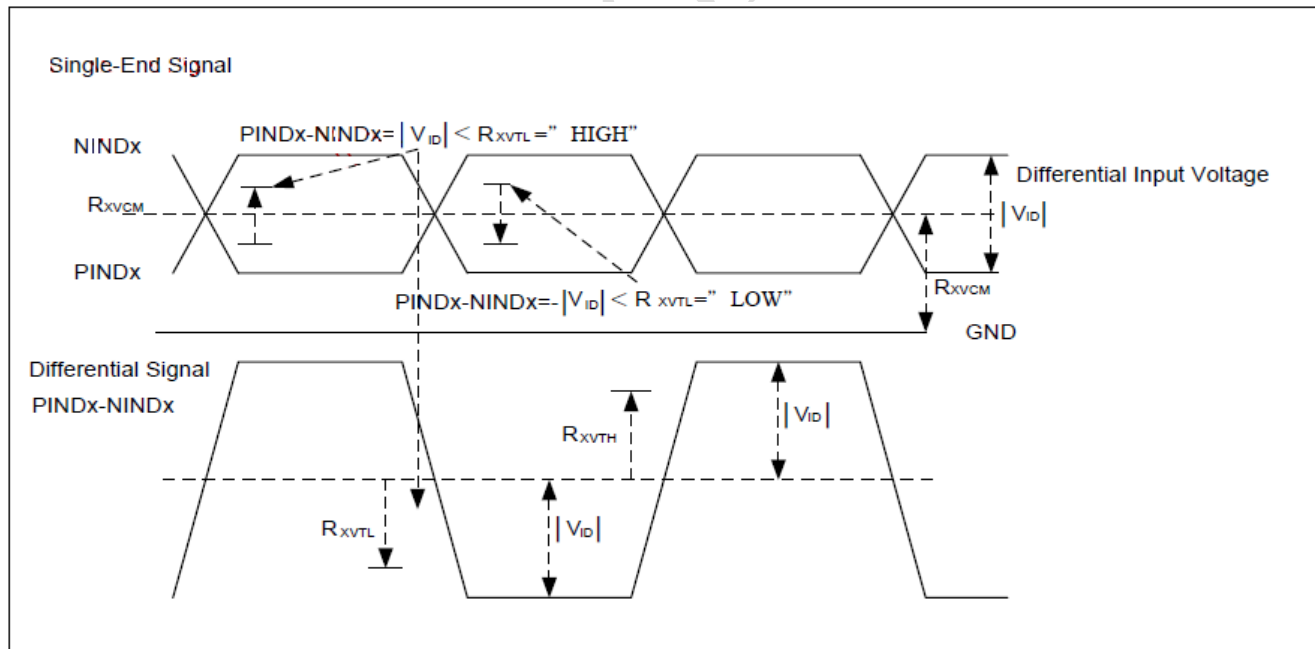 Single-End Signal
PINDx-NINDx=|VID|<RXVTL=”HIGH”
NINDx
Differential Input Voltage
RXVCM
|VID|
PINDx
RXVCM
PINDx-NINDx=-|VID|<RXVTL=”LOW”
GND
Differential Signal
PINDx-NINDx
|VID|
RXVTH
RXVTL
|VID|